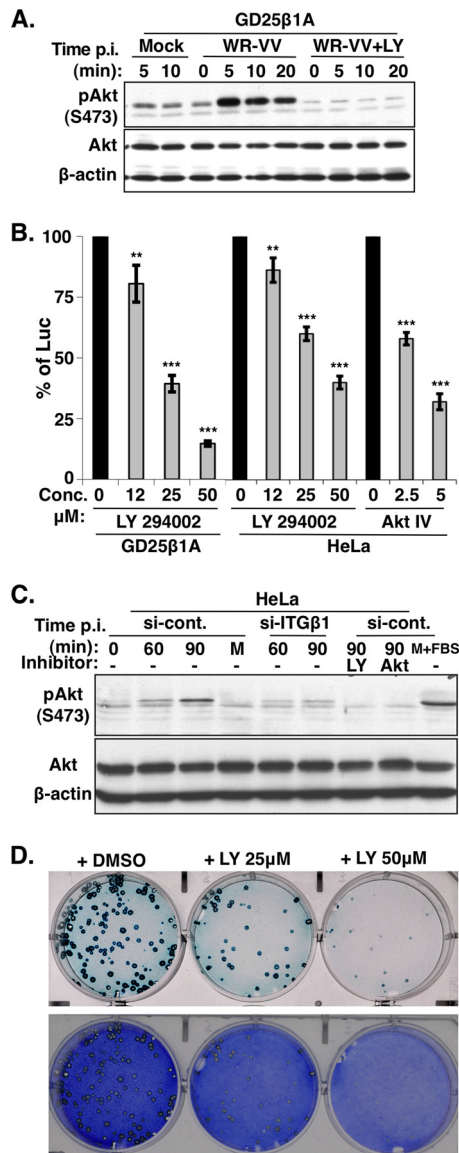 A.
GD25β1A
Time p.i. Mock WR-VV WR-VV+LY
(min): 5 10 0 5 10 20 0 5 10 20
pAkt
(S473)
Akt
β-actin
B.
% of Luc
100
75
50
25
0
** *** *** ** *** *** *** ***
Conc. 0 12 25 50 0 12 25 50 0 2.5 5
μM: LY 294002 LY 294002 Akt IV
GD25β1A HeLa
C.
HeLa
Time p.i. si-cont. si-ITGβ1 si-cont.
(min): 0 60 90 M 60 90 90 90 M+FBS
Inhibitor: - - - - - - LY Akt -
pAkt
(S473)
Akt
β-actin
D.
+ DMSO + LY 25μM + LY 50μM